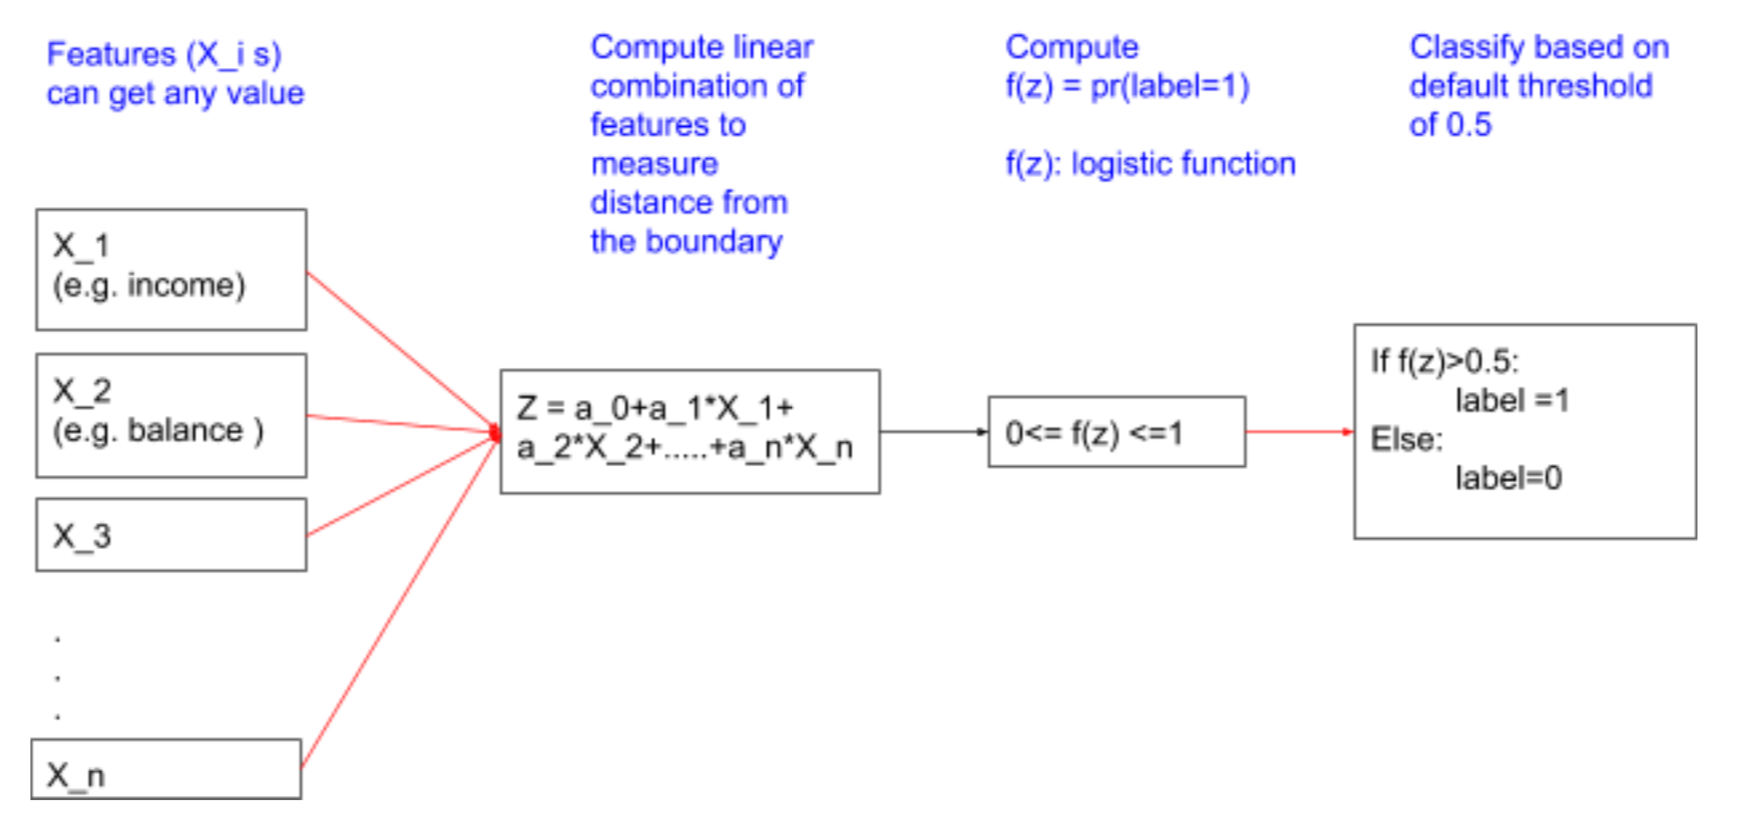 Features (X_i s)
can get any value
Compute linear
combination of
features to
measure
distance from
the boundary
Compute
f(z) = pr(label=1)
f(z): logistic function
Classify based on
default threshold
of 0.5
X_1
(e.g. income)
X_2
(e.g. balance )
X_3
.
.
.
X_n
Z = a_0+a_1*X_1+
a_2*X_2+.....+a_n*X_n
0<= f(z) <=1
If f(z)>0.5:
label =1
Else:
label=0